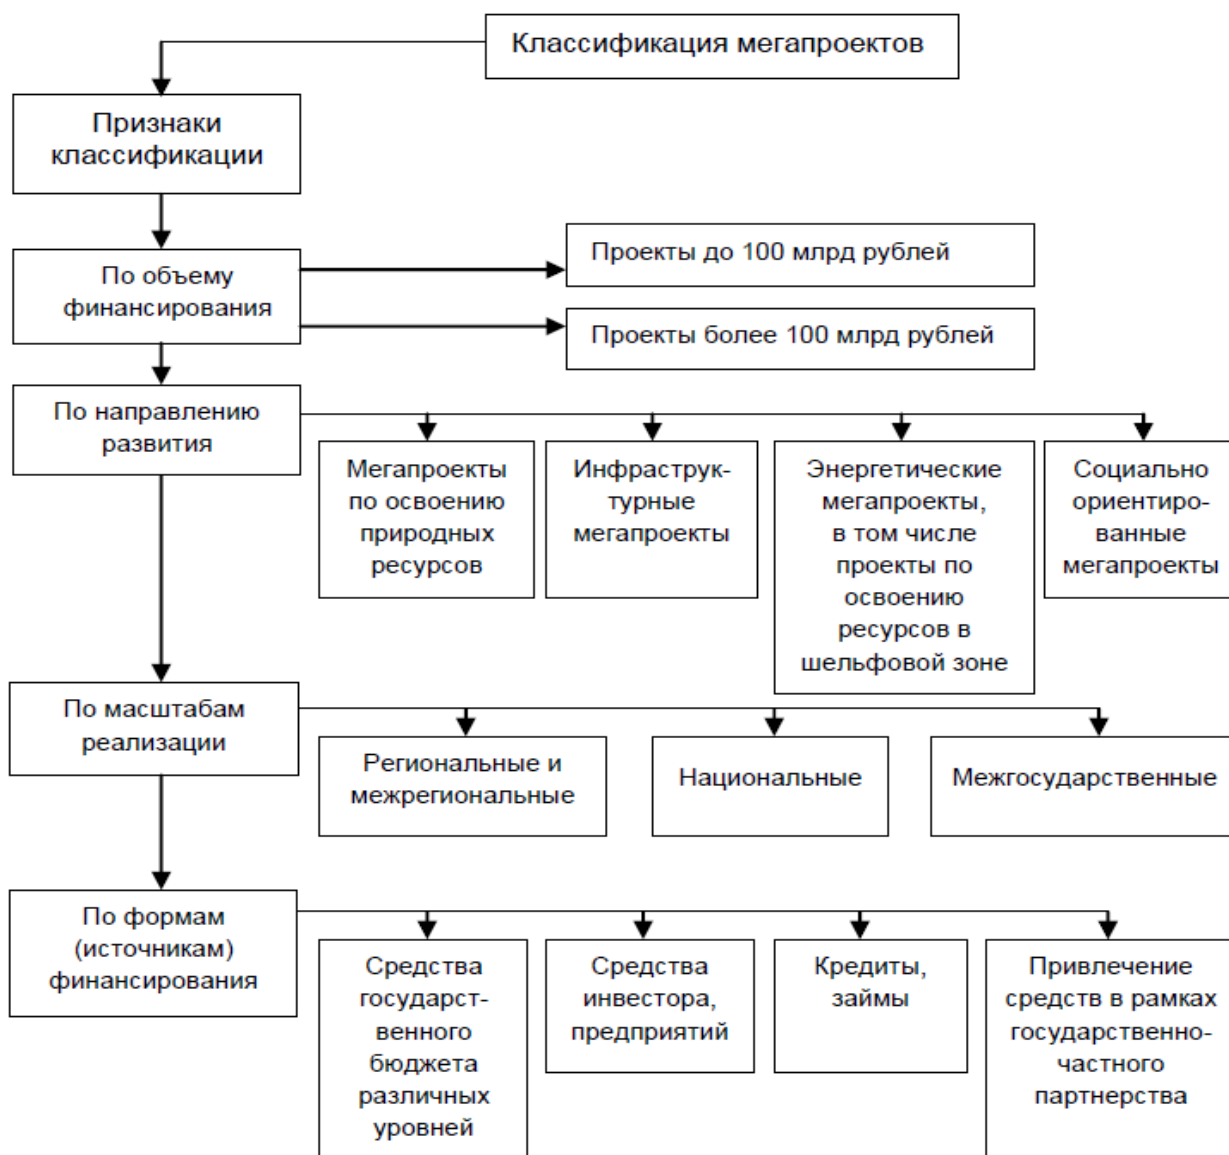 Классификация мегапроектов
Признаки
классификации
По объему
финансирования
Проекты до 100 млрд рублей
Проекты более 100 млрд рублей
По направлению
развития
Мегапроекты
по освоению
природных
ресурсов
Инфраструк-
турные
мегапроекты
Энергетические
мегапроекты,
в том числе
проекты по
освоению
ресурсов в
шельфовой зоне
Социально
ориентиро-
ванные
мегапроекты
По масштабам
реализации
Региональные и
межрегиональные
Национальные
Межгосударственные
По формам
(источникам)
финансирования
Средства
государст-
венного
бюджета
различных
уровней
Средства
инвестора,
предприятий
Кредиты,
займы
Привлечение
средств в рамках
государственно-
частного
партнерства